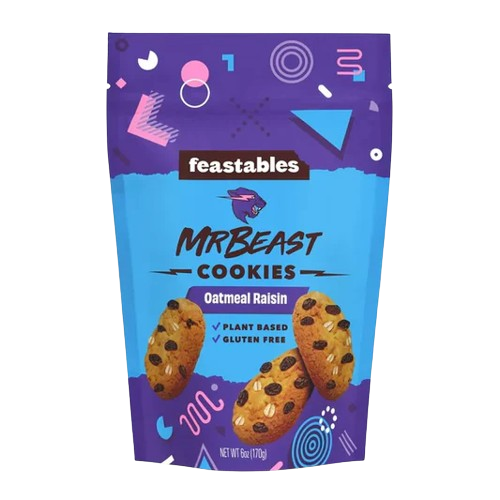 feastables
MRBEAST
COOKIES
Oatmeal Raisin
✓ PLANT BASED
✓ GLUTEN FREE
NET WT 6oz (170g)